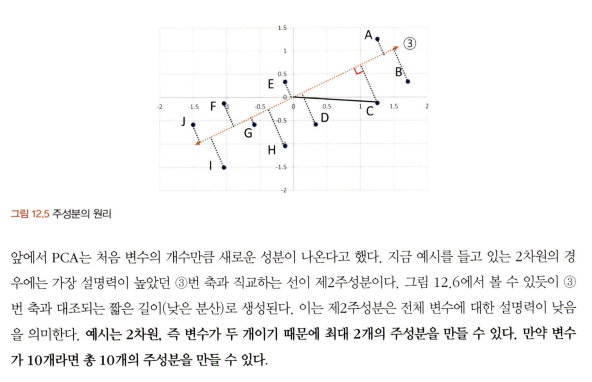 1.5
A
③
1
B
0.5
E
F
0
-2
-1.5
-1
-0.5
0
0.5
1
1.5
2
J
C
-0.5
G
D
H
-1
I
-1.5
-2
그림 12.5 주성분의 원리
앞에서 PCA는 처음 변수의 개수만큼 새로운 성분이 나온다고 했다. 지금 예시를 들고 있는 2차원의 경
우에는 가장 설명력이 높았던 ③번 축과 직교하는 선이 제2주성분이다. 그림 12.6에서 볼 수 있듯이 ③
번 축과 대조되는 짧은 길이(낮은 분산)로 생성된다. 이는 제2주성분은 전체 변수에 대한 설명력이 낮음
을 의미한다. 예시는 2차원, 즉 변수가 두 개이기 때문에 최대 2개의 주성분을 만들 수 있다. 만약 변수
가 10개라면 총 10개의 주성분을 만들 수 있다.